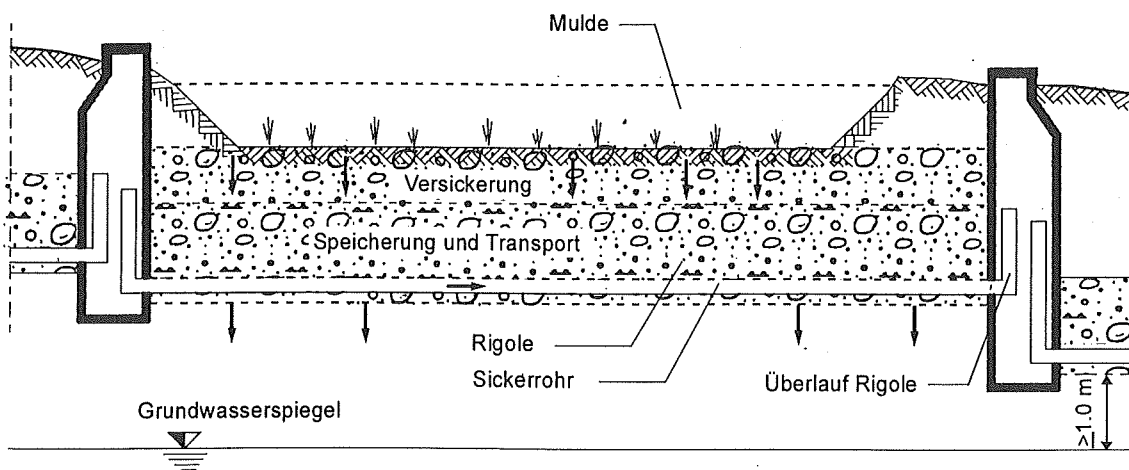 Mulde
Versickerung
Speicherung und Transport
Rigole
Sickerrohr
Überlauf Rigole
Grundwasserspiegel
≥1.0 m